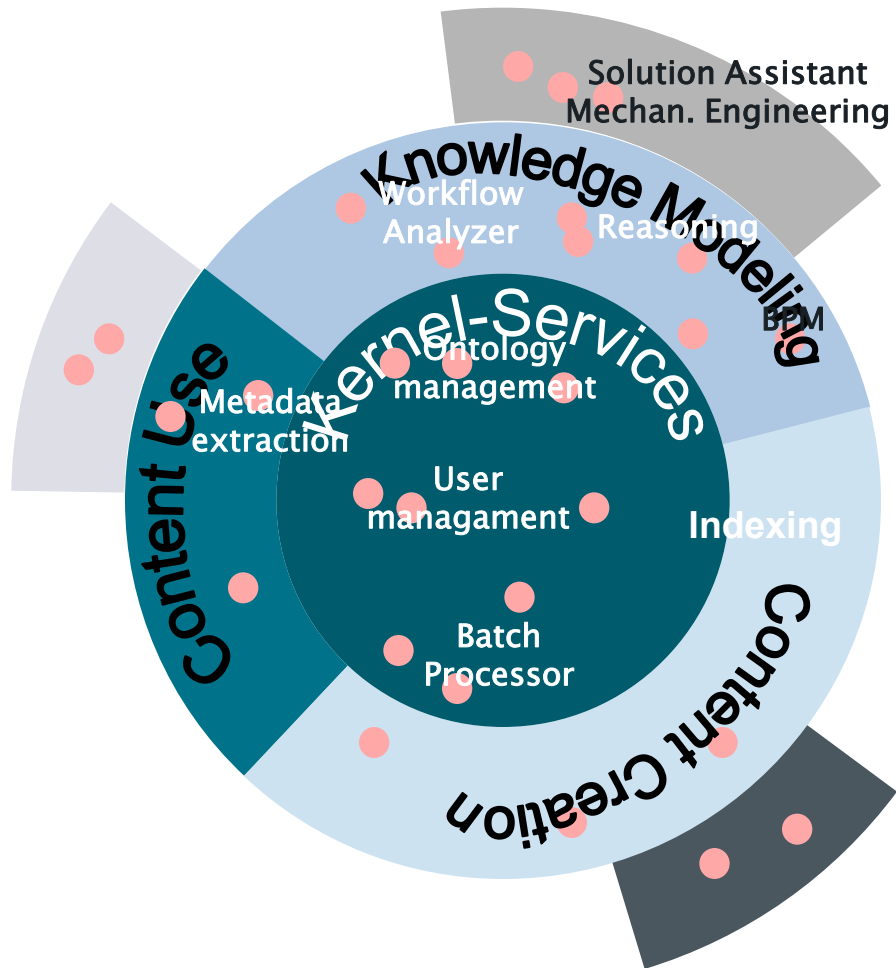 Solution Assistant
Mechan. Engineering
Knowledge Modeling
Workflow
Analyzer
Reasoning
BPM
Kernel-Services
Ontology
management
Content Use
Metadata
extraction
User
managament
Indexing
Batch
Processor
Content Creation